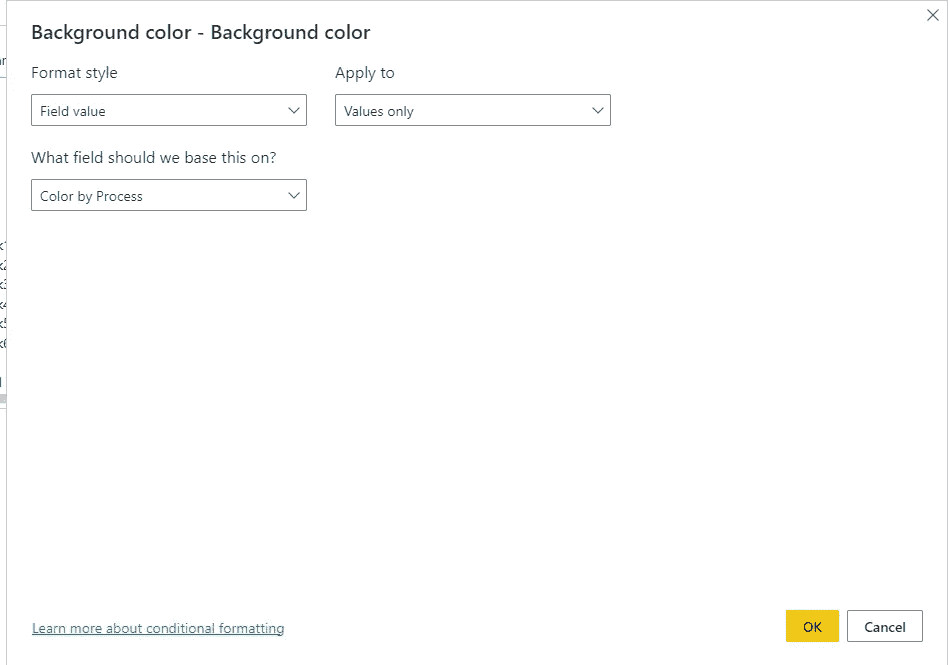 Background color - Background color
Format style
Apply to
Field value
Values only
What field should we base this on?
Color by Process
Learn more about conditional formatting
OK
Cancel